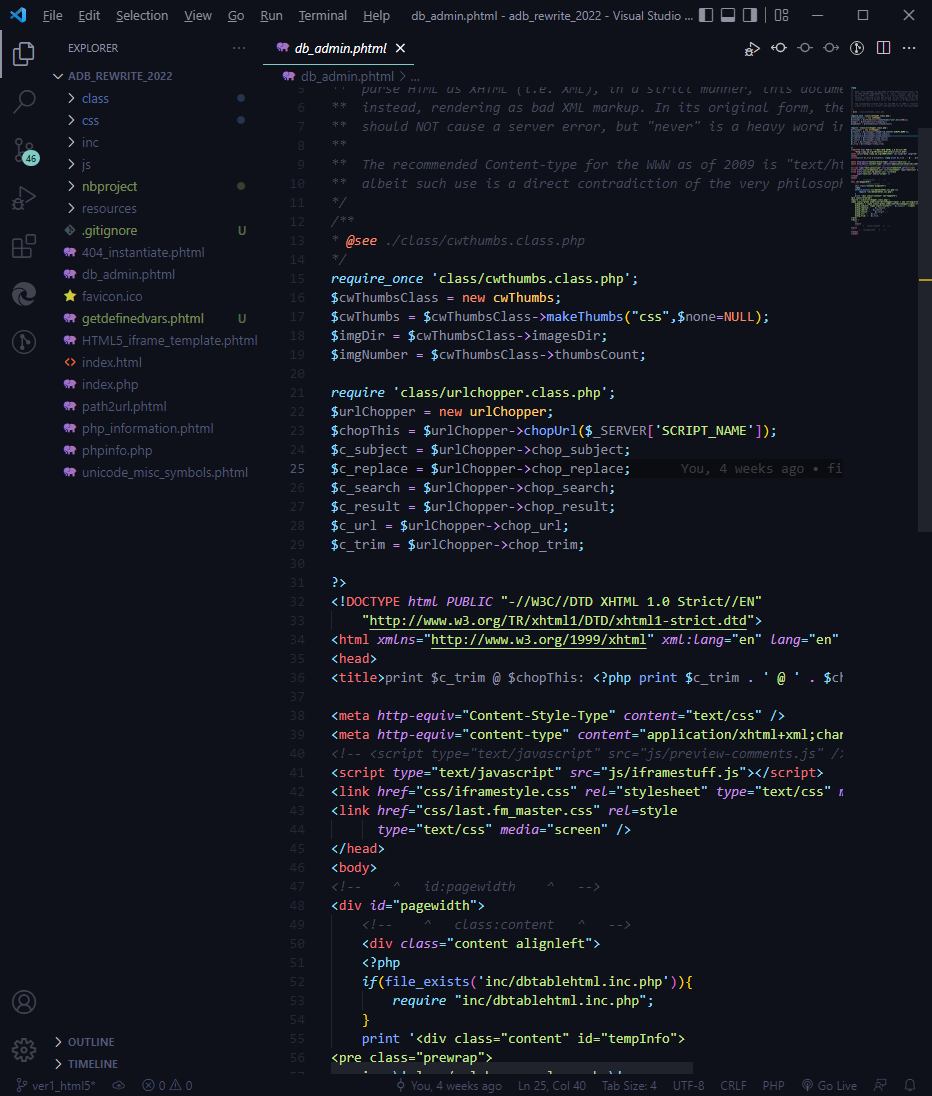 File Edit Selection View Go Run Terminal Help db_admin.phtml - adb_rewrite_2022 - Visual Studio ...
EXPLORER
ADB_REWRITE_2022
class
css
inc
js
nbproject
resources
.gitignore U
404_instantiate.phtml
db_admin.phtml
favicon.ico
getdefinedvars.phtml U
HTML5_iframe_template.phtml
index.html
index.php
path2url.phtml
php_information.phtml
phpinfo.php
unicode_misc_symbols.phtml
46
OUTLINE
TIMELINE
db_admin.phtml
db_admin.phtml > ...
5 ** parse HTML as XHTML (i.e. XML), in a strict manner, this docume
6 ** instead, rendering as bad XML markup. In its original form, the
7 ** should NOT cause a server error, but "never" is a heavy word in
8 **
9 ** The recommended Content-type for the WWW as of 2009 is "text/ht
10 ** albeit such use is a direct contradiction of the very philosoph
11 */
12 /**
13 * @see ./class/cwthumbs.class.php
14 */
15 require_once 'class/cwthumbs.class.php';
16 $cwThumbsClass = new cwThumbs;
17 $cwThumbs = $cwThumbsClass->makeThumbs("css",$none=NULL);
18 $imgDir = $cwThumbsClass->imagesDir;
19 $imgNumber = $cwThumbsClass->thumbsCount;
20
21 require 'class/urlchopper.class.php';
22 $urlChopper = new urlChopper;
23 $chopThis = $urlChopper->chopUrl($_SERVER['SCRIPT_NAME']);
24 $c_subject = $urlChopper->chop_subject;
25 $c_replace = $urlChopper->chop_replace; You, 4 weeks ago • fi
26 $c_search = $urlChopper->chop_search;
27 $c_result = $urlChopper->chop_result;
28 $c_url = $urlChopper->chop_url;
29 $c_trim = $urlChopper->chop_trim;
30
31 ?>
32 <!DOCTYPE html PUBLIC "-//W3C//DTD XHTML 1.0 Strict//EN"
33 "http://www.w3.org/TR/xhtml1/DTD/xhtml1-strict.dtd">
34 <html xmlns="http://www.w3.org/1999/xhtml" xml:lang="en" lang="en"
35 <head>
36 <title>print $c_trim @ $chopThis: <?php print $c_trim . ' @ ' . $ch
37
38 <meta http-equiv="Content-Style-Type" content="text/css" />
39 <meta http-equiv="content-type" content="application/xhtml+xml;char
40 <!-- <script type="text/javascript" src="js/preview-comments.js" />
41 <script type="text/javascript" src="js/iframestuff.js"></script>
42 <link href="css/iframestyle.css" rel="stylesheet" type="text/css" m
43 <link href="css/last.fm_master.css" rel=style
44 type="text/css" media="screen" />
45 </head>
46 <body>
47 <!-- ^ id:pagewidth ^ -->
48 <div id="pagewidth">
49 <!-- ^ class:content ^ -->
50 <div class="content alignleft">
51 <?php
52 if(file_exists('inc/dbtablehtml.inc.php')){
53 require "inc/dbtablehtml.inc.php";
54 }
55 print '<div class="content" id="tempInfo">
56 <pre class="prewrap">
57
ver1_html5* 0 0 You, 4 weeks ago Ln 25, Col 40 Tab Size: 4 UTF-8 CRLF PHP Go Live